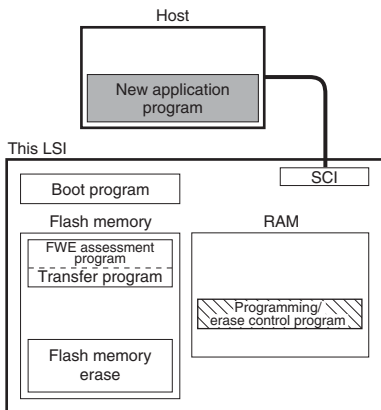 Host
New application
program
This LSI
SCI
Boot program
Flash memory
RAM
FWE assessment
program
Transfer program
Programming/
erase control program
Flash memory
erase